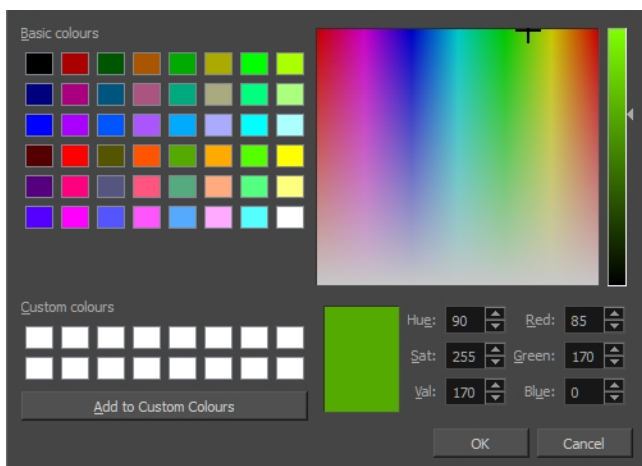 Basic colours
Custom colours
Add to Custom Colours
Hue: 90 Red: 85
Sat: 255 Green: 170
Val: 170 Blue: 0
OK Cancel